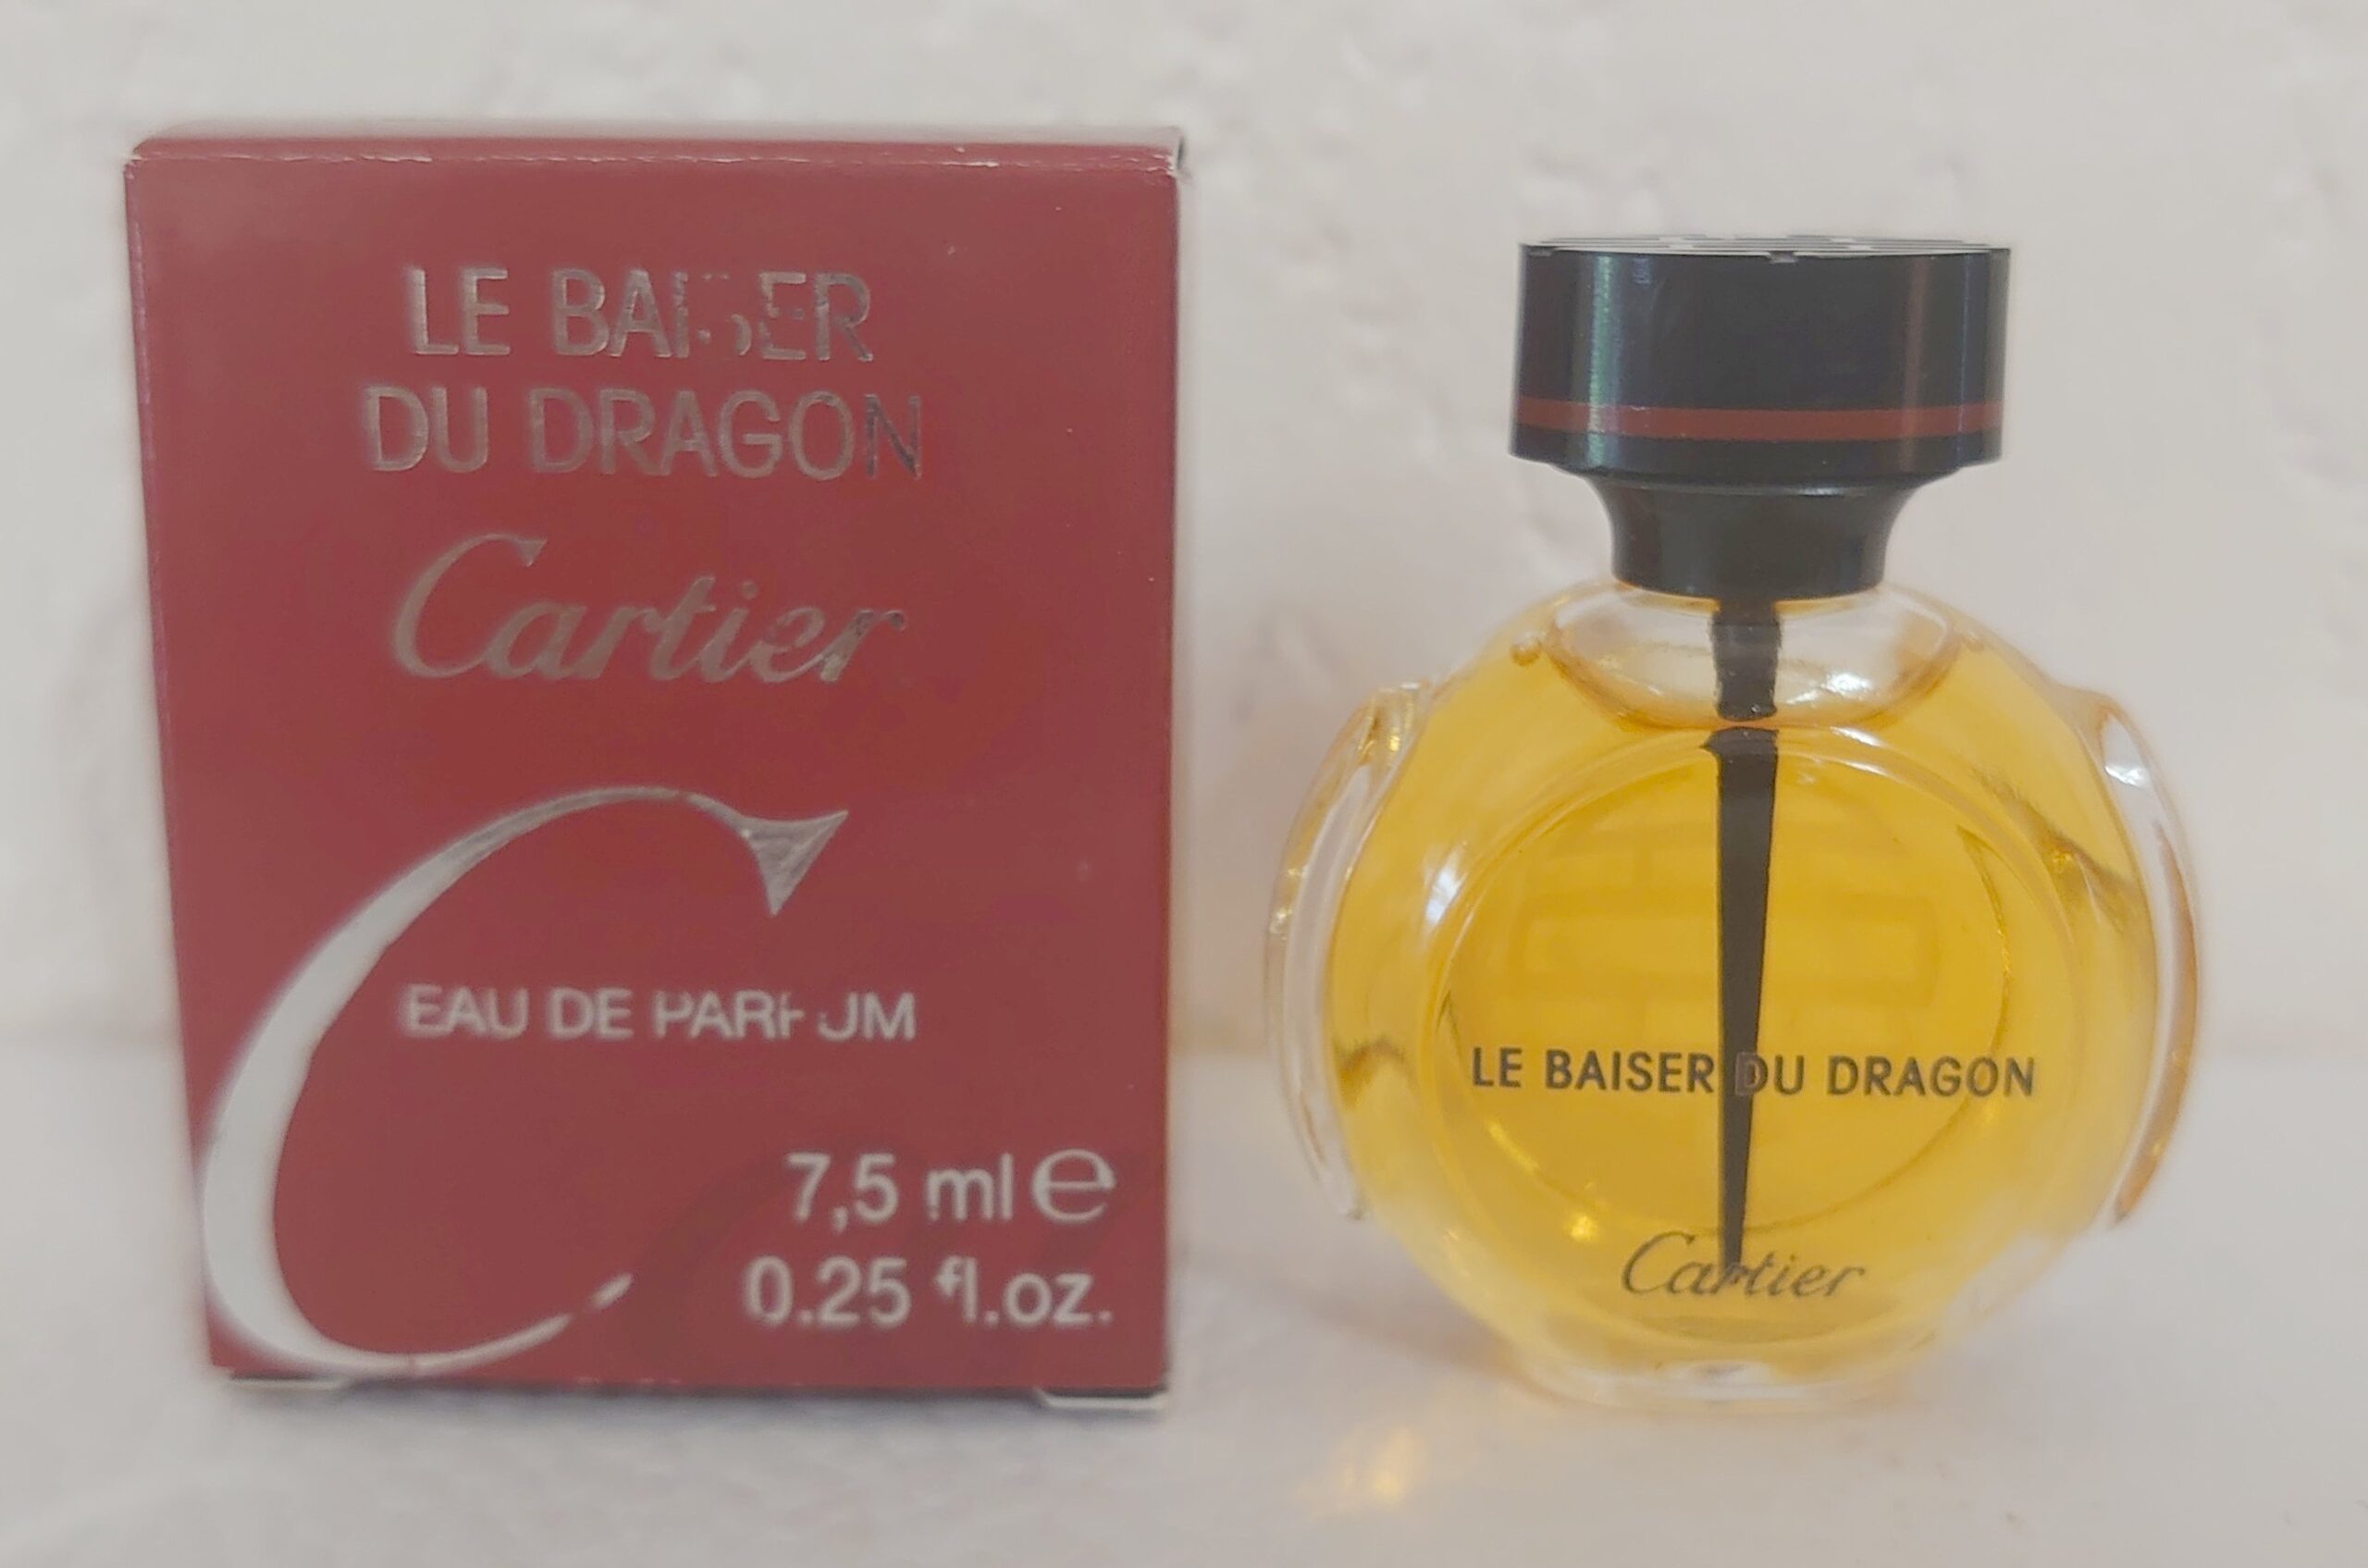 LE BAISER
DU DRAGON
Cartier
EAU DE PARFUM
7,5 ml e
0.25 fl.oz.
LE BAISER DU DRAGON
Cartier